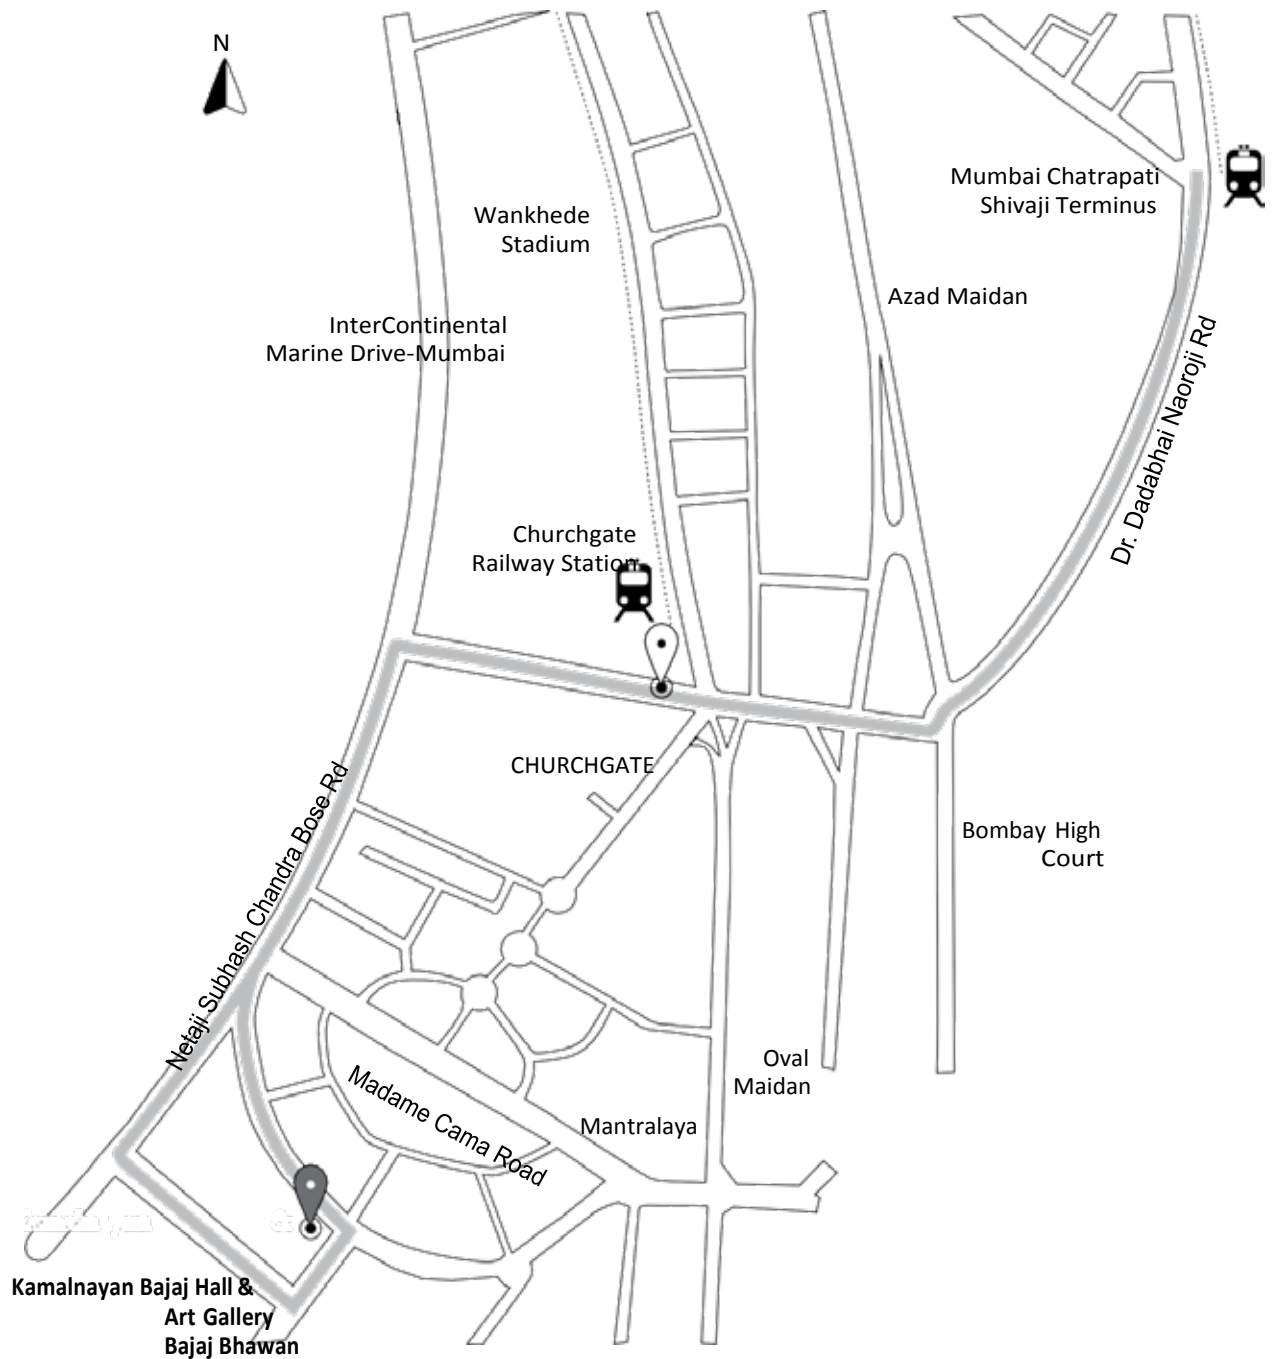 N
Mumbai Chatrapati
Shivaji Terminus
Wankhede
Stadium
Azad Maidan
InterContinental
Marine Drive-Mumbai
Dr. Dadabhai Naoroji Rd
Churchgate
Railway Station
CHURCHGATE
Netaji Subhash Chandra Bose Rd
Bombay High
Court
Oval
Maidan
Madame Cama Road
Mantralaya
Kamalnayan Bajaj Hall &
Art Gallery
Bajaj Bhawan